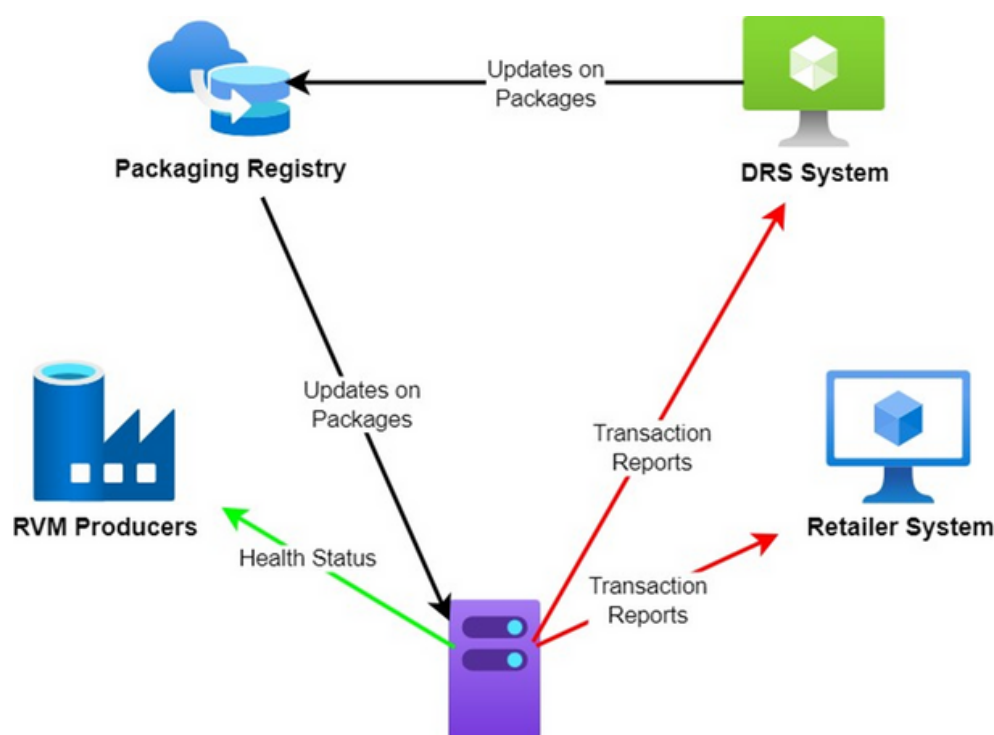 Updates on
Packages
Packaging Registry
DRS System
Updates on
Packages
Transaction
Reports
RVM Producers
Retailer System
Health Status
Transaction
Reports